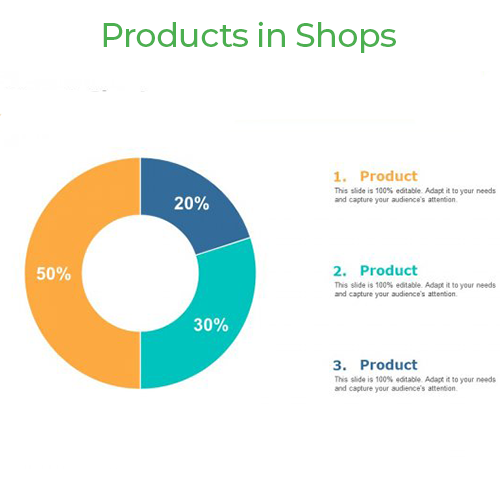 Products in Shops
20%
50%
30%
1. Product
This slide is 100% editable. Adapt it to your needs
and capture your audience's attention.
2. Product
This slide is 100% editable. Adapt it to your needs
and capture your audience's attention.
3. Product
This slide is 100% editable. Adapt it to your needs
and capture your audience's attention.